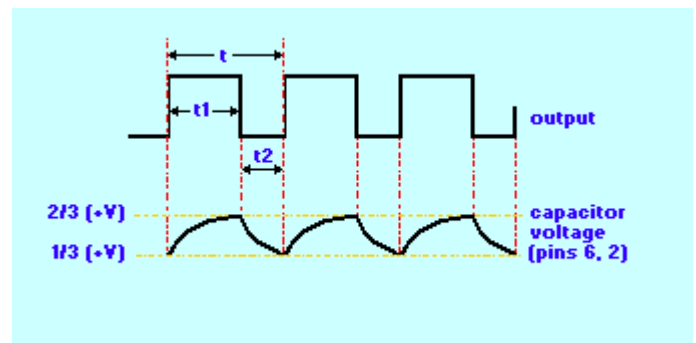 t
t1
output
t2
2/3 (+V)
capacitor
voltage
1/3 (+V)
(pins 6, 2)